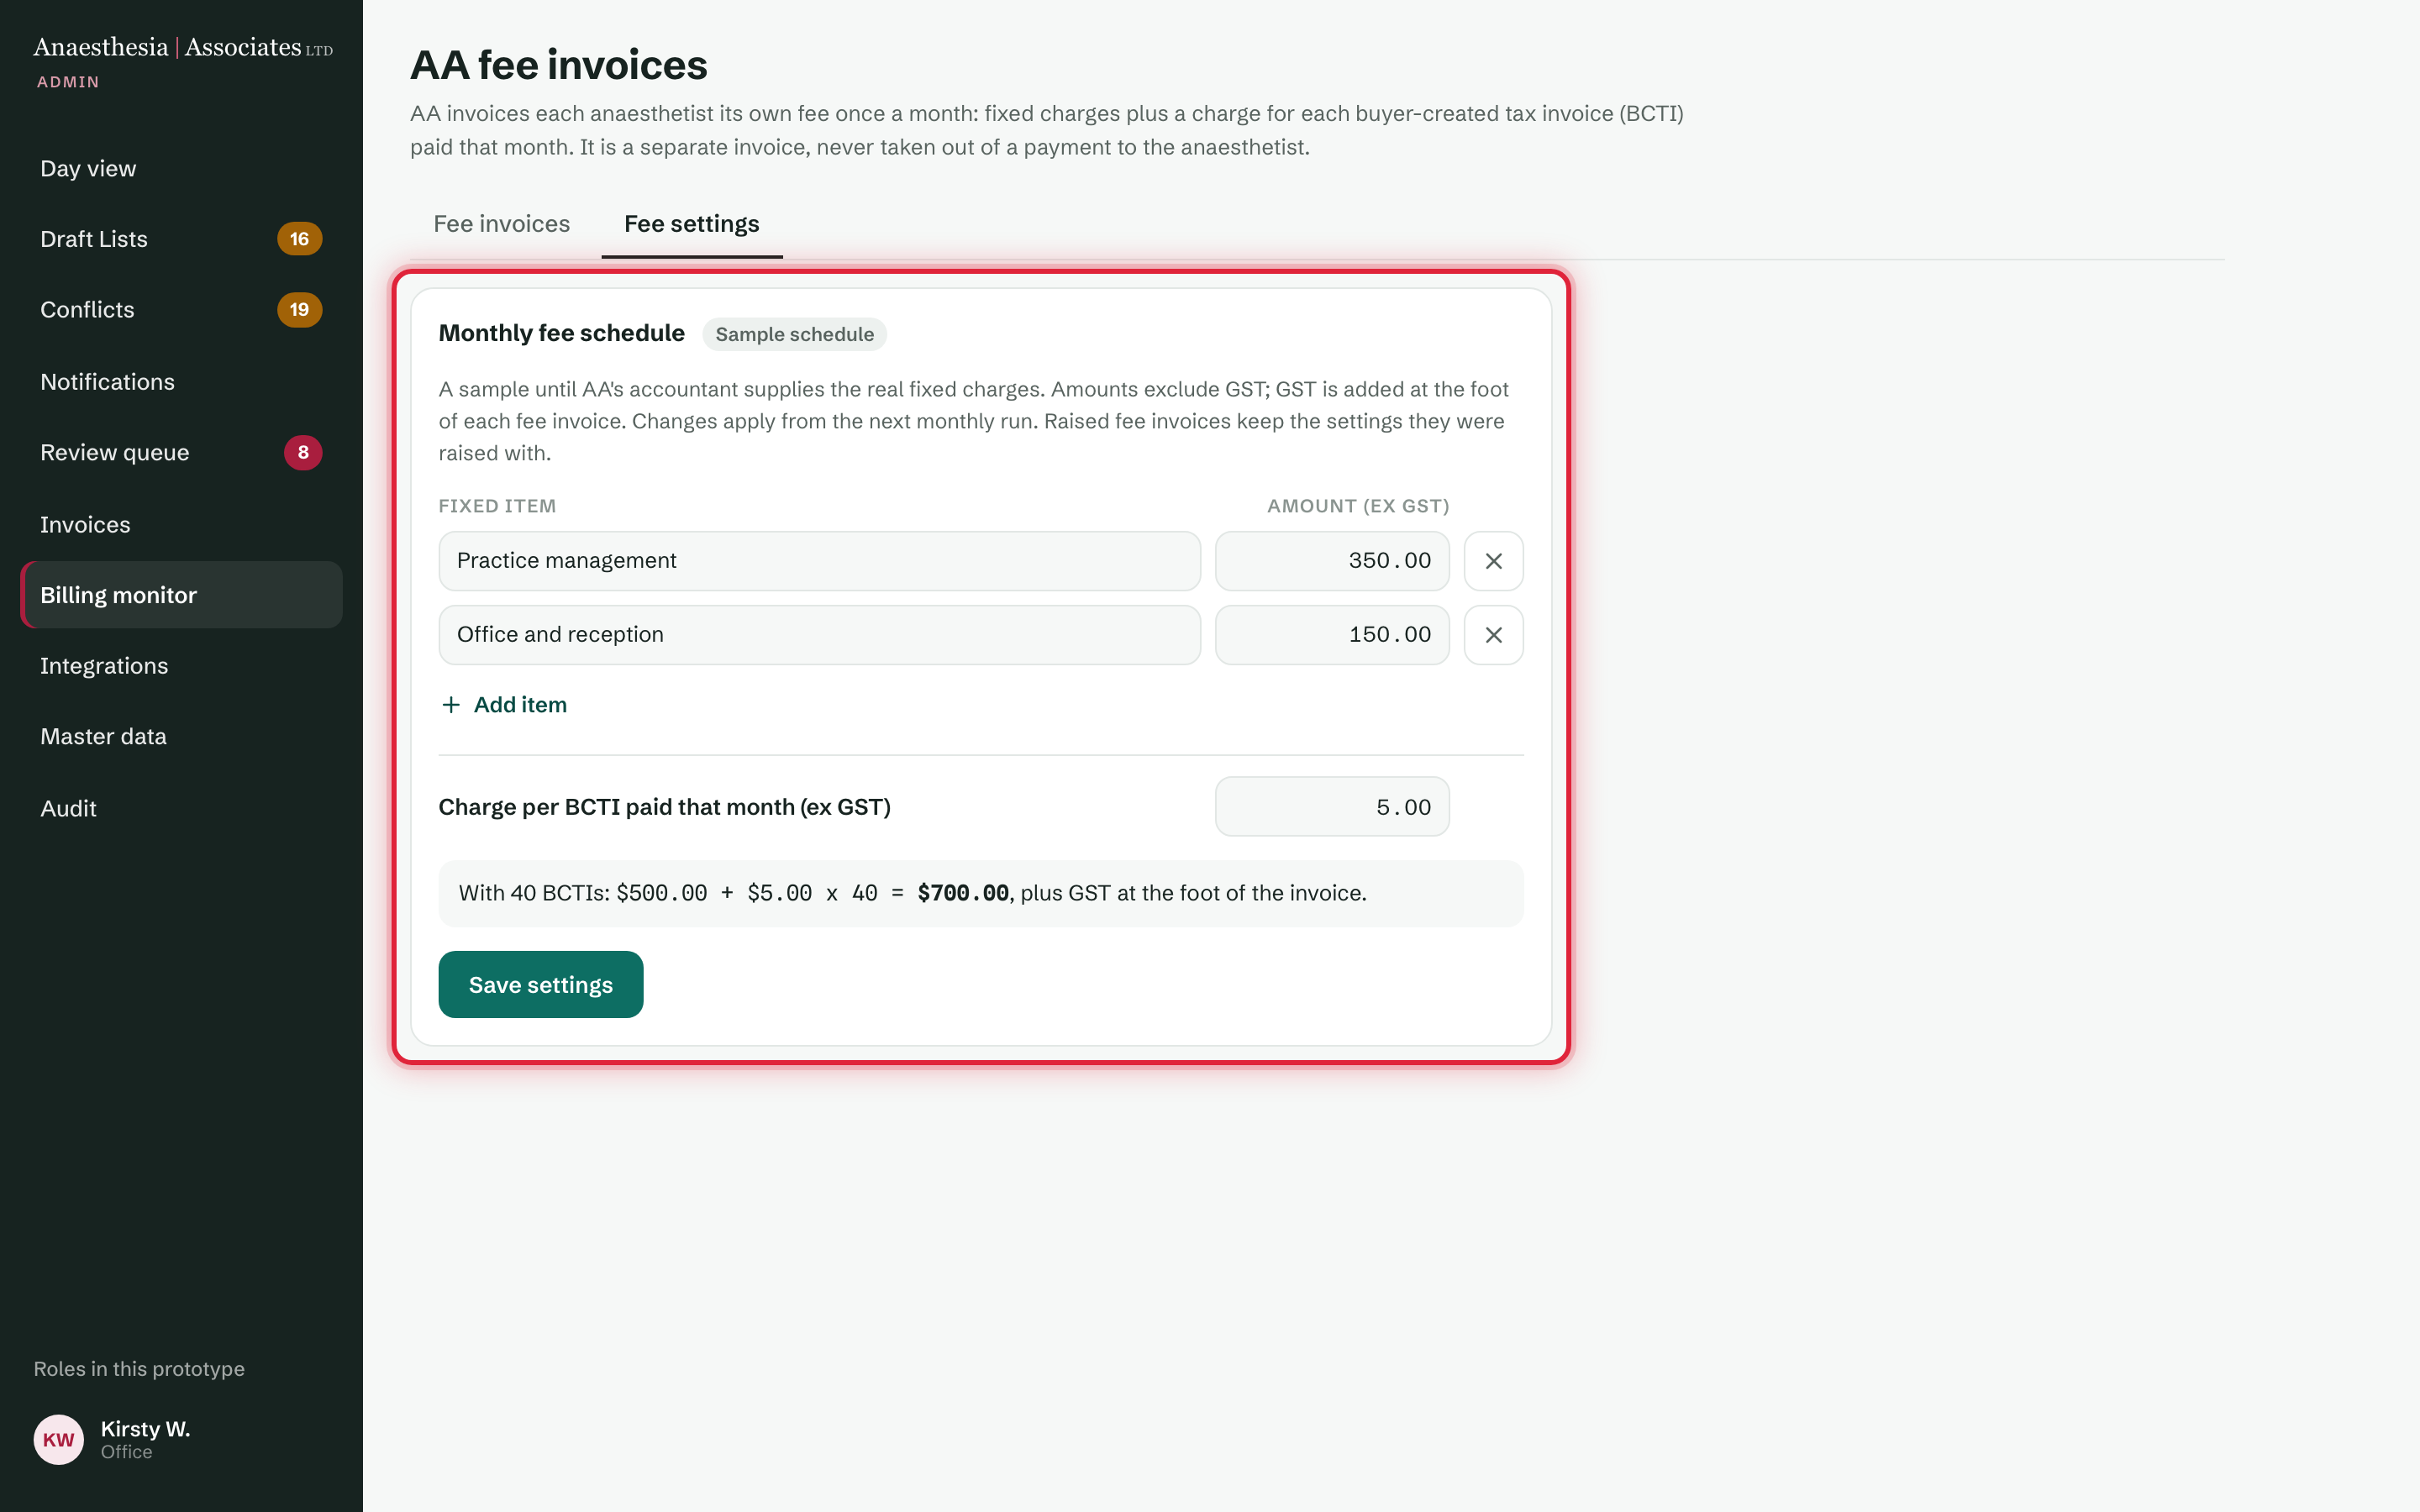 Anaesthesia | Associates LTD
ADMIN
Day view
Draft Lists 16
Conflicts 19
Notifications
Review queue 8
Invoices
Billing monitor
Integrations
Master data
Audit
Roles in this prototype
KW
Kirsty W.
Office
AA fee invoices
AA invoices each anaesthetist its own fee once a month: fixed charges plus a charge for each buyer-created tax invoice (BCTI)
paid that month. It is a separate invoice, never taken out of a payment to the anaesthetist.
Fee invoices Fee settings
Monthly fee schedule Sample schedule
A sample until AA's accountant supplies the real fixed charges. Amounts exclude GST; GST is added at the foot
of each fee invoice. Changes apply from the next monthly run. Raised fee invoices keep the settings they were
raised with.
FIXED ITEM AMOUNT (EX GST)
Practice management 350.00
Office and reception 150.00
+ Add item
Charge per BCTI paid that month (ex GST) 5.00
With 40 BCTIs: $500.00 + $5.00 x 40 = $700.00, plus GST at the foot of the invoice.
Save settings